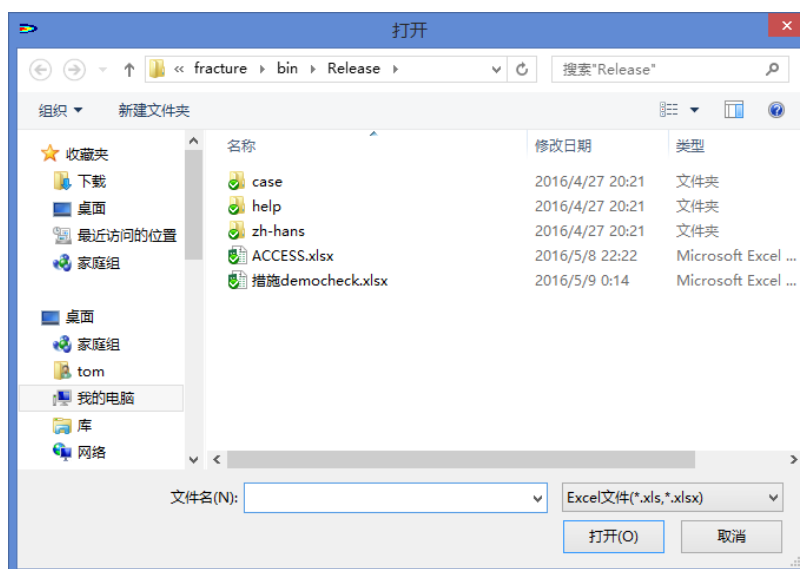 打开
« fracture bin Release
搜索"Release"
组织 新建文件夹
收藏夹
下载
桌面
最近访问的位置
家庭组
桌面
家庭组
tom
我的电脑
库
网络
名称 修改日期 类型
case 2016/4/27 20:21 文件夹
help 2016/4/27 20:21 文件夹
zh-hans 2016/4/27 20:21 文件夹
ACCESS.xlsx 2016/5/8 22:22 Microsoft Excel ...
措施democheck.xlsx 2016/5/9 0:14 Microsoft Excel ...
文件名(N): Excel文件(*.xls,*.xlsx)
打开(O) 取消